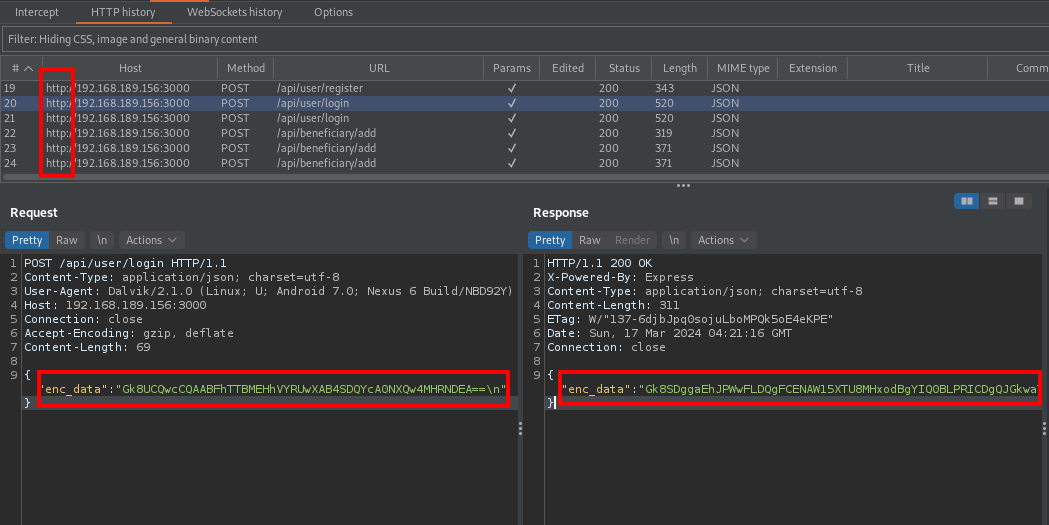 Intercept HTTP history WebSockets history Options
Filter: Hiding CSS, image and general binary content
# Host Method URL Params Edited Status Length MIME type Extension Title Comm
19 http://192.168.189.156:3000 POST /api/user/register ✓ 200 343 JSON
20 http://192.168.189.156:3000 POST /api/user/login ✓ 200 520 JSON
21 http://192.168.189.156:3000 POST /api/user/login ✓ 200 520 JSON
22 http://192.168.189.156:3000 POST /api/beneficiary/add ✓ 200 319 JSON
23 http://192.168.189.156:3000 POST /api/beneficiary/add ✓ 200 371 JSON
24 http://192.168.189.156:3000 POST /api/beneficiary/add ✓ 200 371 JSON
Request
Pretty Raw \n Actions
1 POST /api/user/login HTTP/1.1
2 Content-Type: application/json; charset=utf-8
3 User-Agent: Dalvik/2.1.0 (Linux; U; Android 7.0; Nexus 6 Build/NBD92Y)
4 Host: 192.168.189.156:3000
5 Connection: close
6 Accept-Encoding: gzip, deflate
7 Content-Length: 69
8
9 {
"enc_data":"Gk8UCQwcCQAABFhTTBMEHhVYRUwXAB4SDQYcA0NXQw4MHRNDEA==\n"
}
Response
Pretty Raw Render \n Actions
1 HTTP/1.1 200 OK
2 X-Powered-By: Express
3 Content-Type: application/json; charset=utf-8
4 Content-Length: 311
5 ETag: W/"137-6djbJpqOsojuLboMPQk5oE4eKPE"
6 Date: Sun, 17 Mar 2024 04:21:16 GMT
7 Connection: close
8
9 {
"enc_data":"Gk8SDggaEhJPWwFLDQgFCENAW15XTU8MHxodBgYIQ0BLPRICDgQJGkwa
}